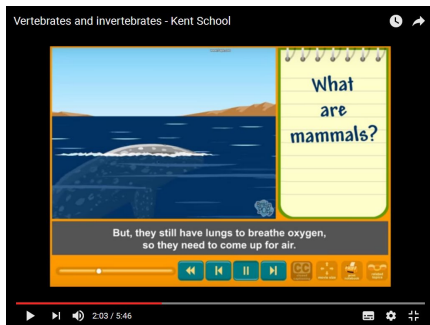 Vertebrates and invertebrates - Kent School
What
are
mammals?
But, they still have lungs to breathe oxygen,
so they need to come up for air.
CC
2:03 / 5:46